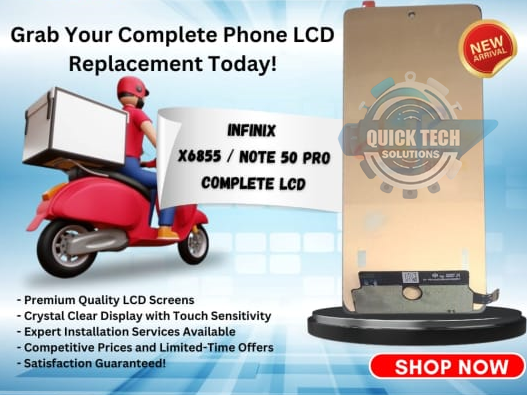 Grab Your Complete Phone LCD
Replacement Today!
NEW
ARRIVAL
INFINIX
X6855 / NOTE 50 PRO
COMPLETE LCD
QUICK TECH
SOLUTIONS
- Premium Quality LCD Screens
- Crystal Clear Display with Touch Sensitivity
- Expert Installation Services Available
- Competitive Prices and Limited-Time Offers
- Satisfaction Guaranteed!
SHOP NOW